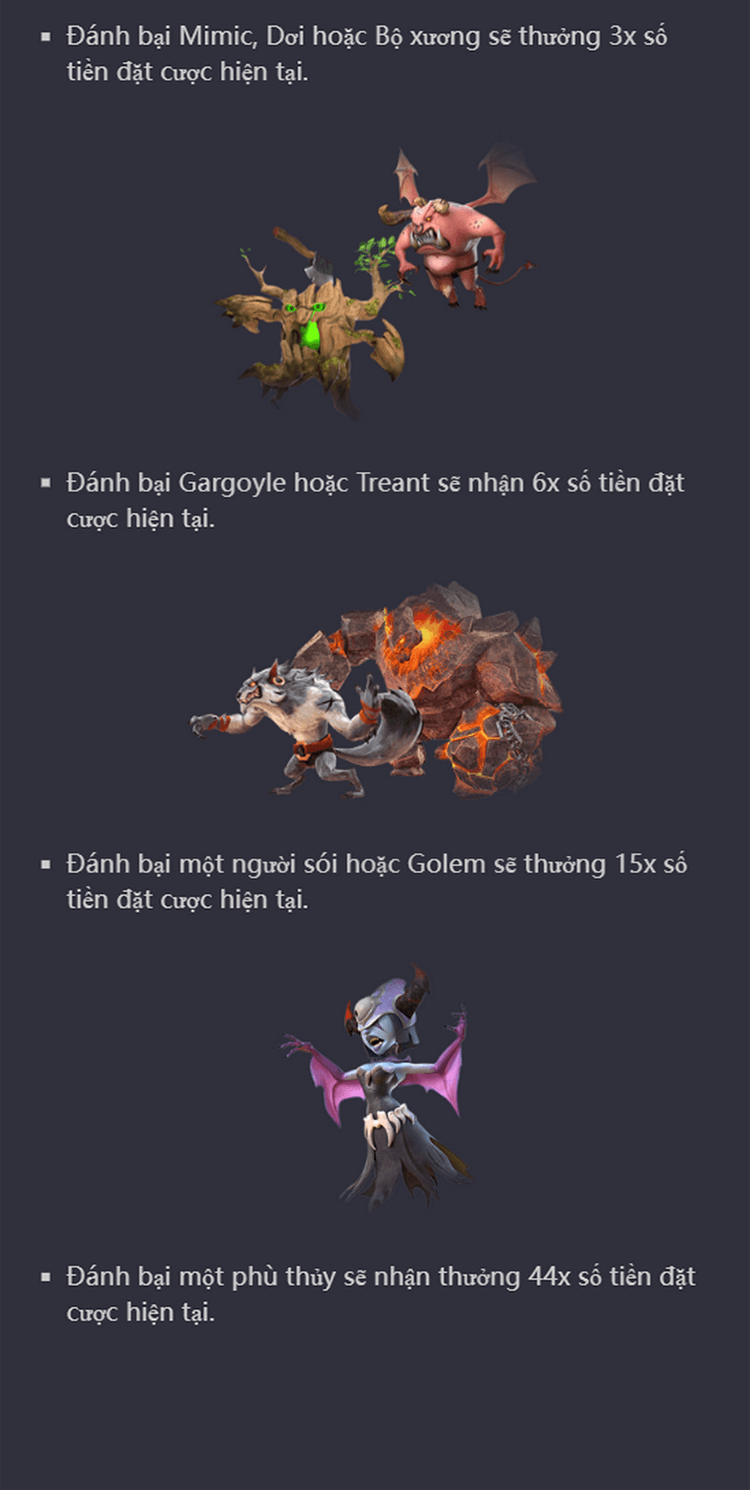 ▪ Đánh bại Mimic, Dơi hoặc Bộ xương sẽ thưởng 3x số
tiền đặt cược hiện tại.
▪ Đánh bại Gargoyle hoặc Treant sẽ nhận 6x số tiền đặt
cược hiện tại.
▪ Đánh bại một người sói hoặc Golem sẽ thưởng 15x số
tiền đặt cược hiện tại.
▪ Đánh bại một phù thủy sẽ nhận thưởng 44x số tiền đặt
cược hiện tại.